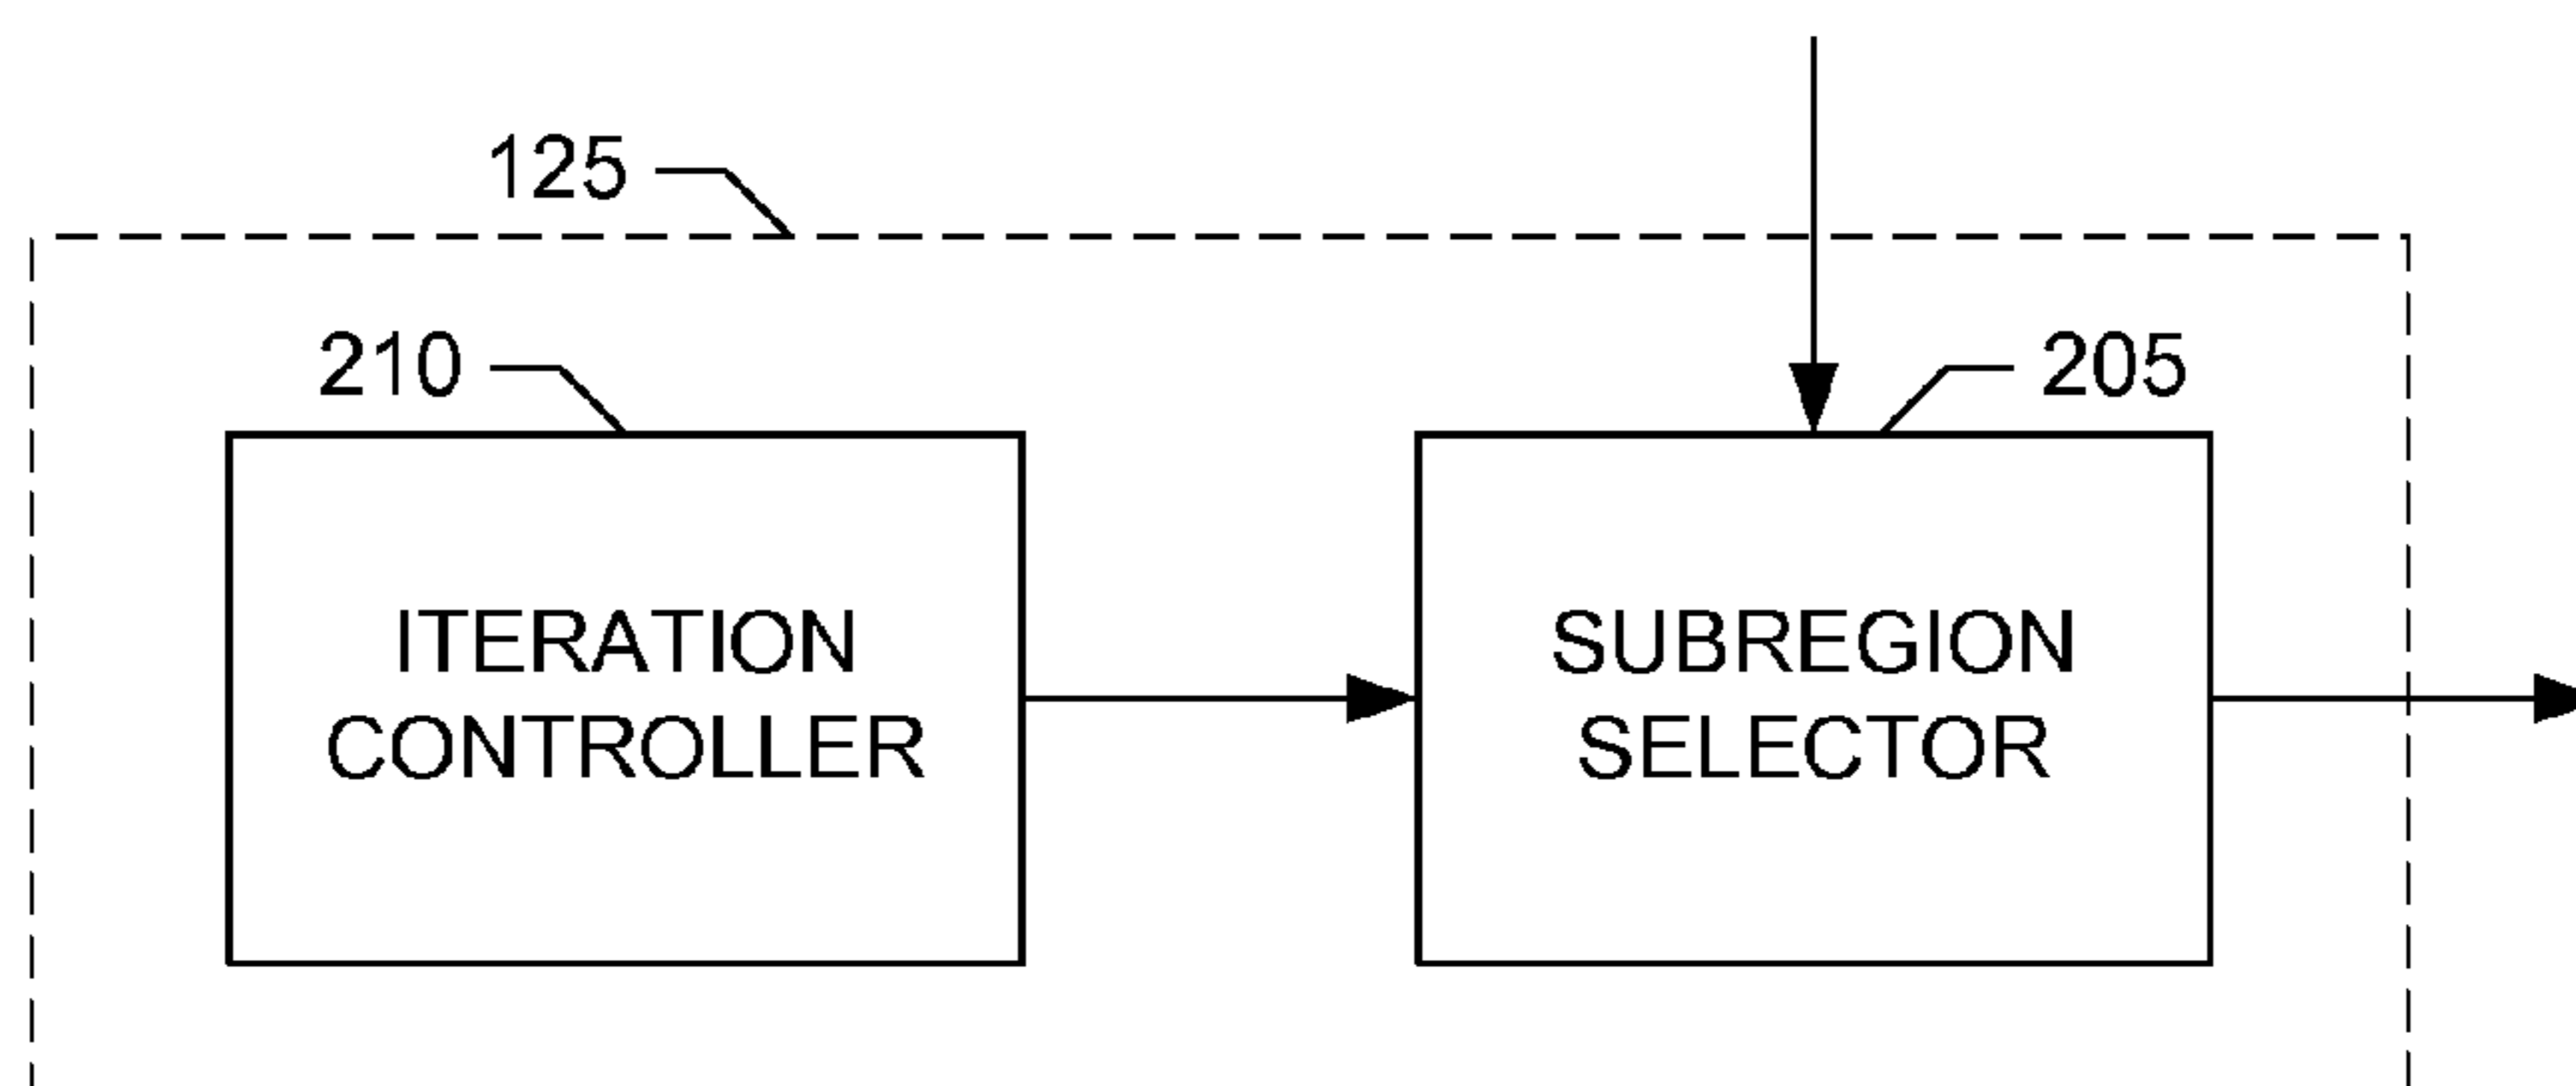 125
210
205
ITERATION
CONTROLLER
SUBREGION
SELECTOR